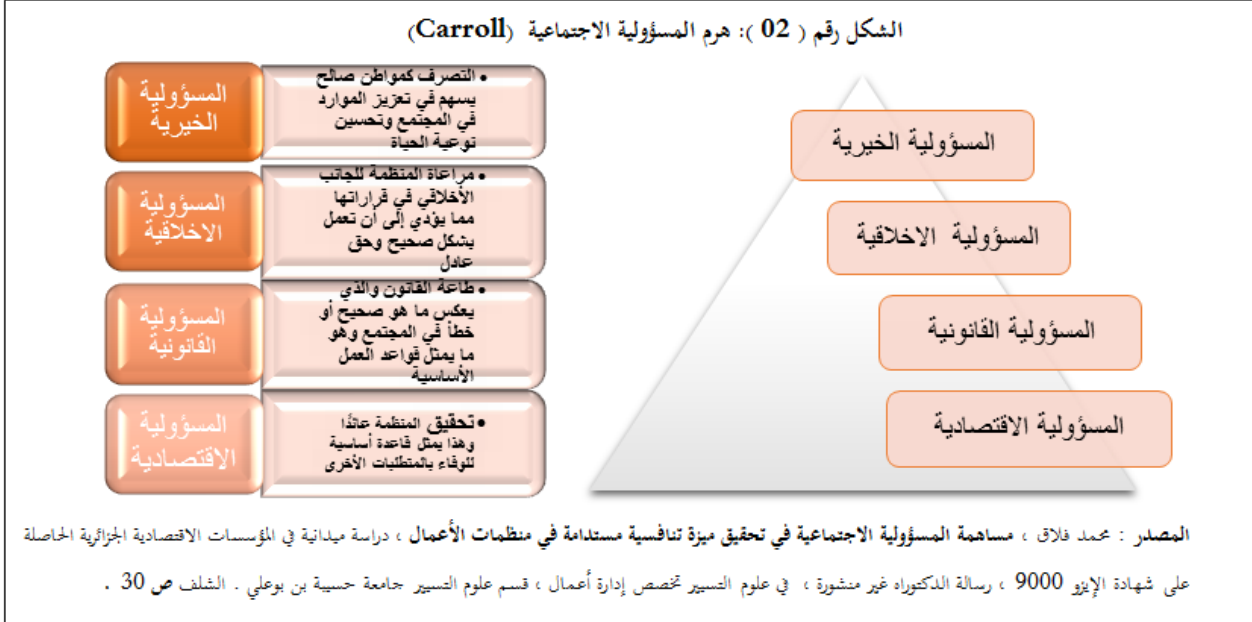 الشكل رقم ( 02 ): هرم المسؤولية الاجتماعية (Carroll)
المسؤولية الخيرية
المسؤولية الاخلاقية
المسؤولية القانونية
المسؤولية الاقتصادية
المسؤولية
الخيرية
• التصرف كمواطن صالح
يسهم في تعزيز الموارد
في المجتمع وتحسين
نوعية الحياة
المسؤولية
الاخلاقية
• مراعاة المنظمة للجانب
الأخلاقي في قراراتها
مما يؤدي إلى أن تعمل
بشكل صحيح وحق
عادل
المسؤولية
القانونية
• طاعة القانون والذي
يعكس ما هو صحيح أو
خطأ في المجتمع وهو
ما يمثل قواعد العمل
الأساسية
المسؤولية
الاقتصادية
• تحقيق المنظمة عائدًا
وهذا يمثل قاعدة أساسية
للوفاء بالمتطلبات الأخرى
المصدر : محمد فلاق ، مساهمة المسؤولية الاجتماعية في تحقيق ميزة تنافسية مستدامة في منظمات الأعمال ، دراسة ميدانية في المؤسسات الاقتصادية الجزائرية الحاصلة
على شهادة الإيزو 9000 ، رسالة الدكتوراه غير منشورة ، في علوم التسيير تخصص إدارة أعمال ، قسم علوم التسيير جامعة حسيبة بن بوعلي . الشلف ص 30 .